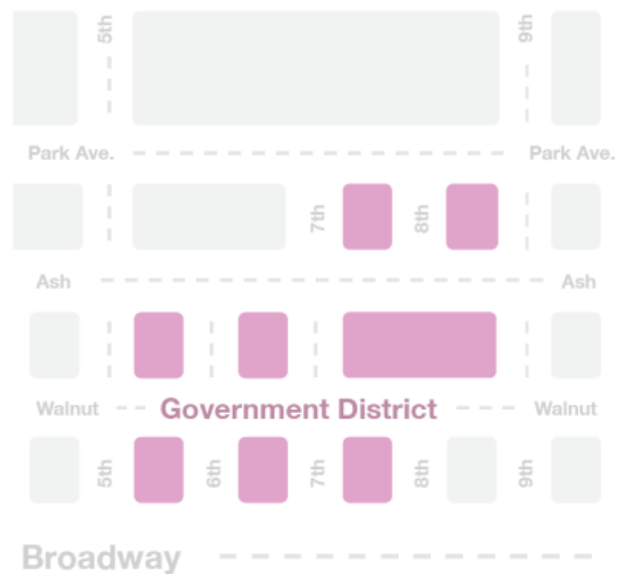 5th 9th
Park Ave. Park Ave.
7th 8th
Ash Ash
Walnut Government District Walnut
5th 6th 7th 8th 9th
Broadway